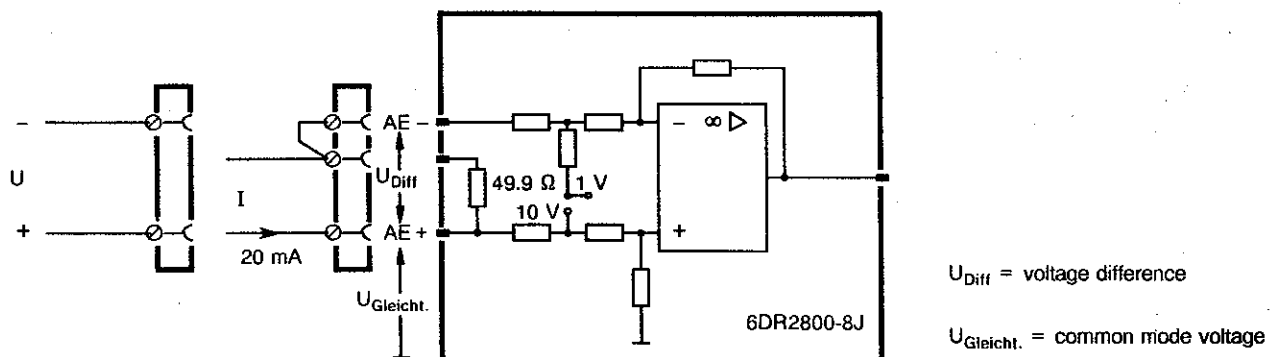 −
U
+
I
20 mA
AE −
U_Diff
AE +
U_Gleicht.
49.9 Ω
1 V
10 V
− ∞ ▷
+
6DR2800-8J
U_Diff = voltage difference
U_Gleicht. = common mode voltage